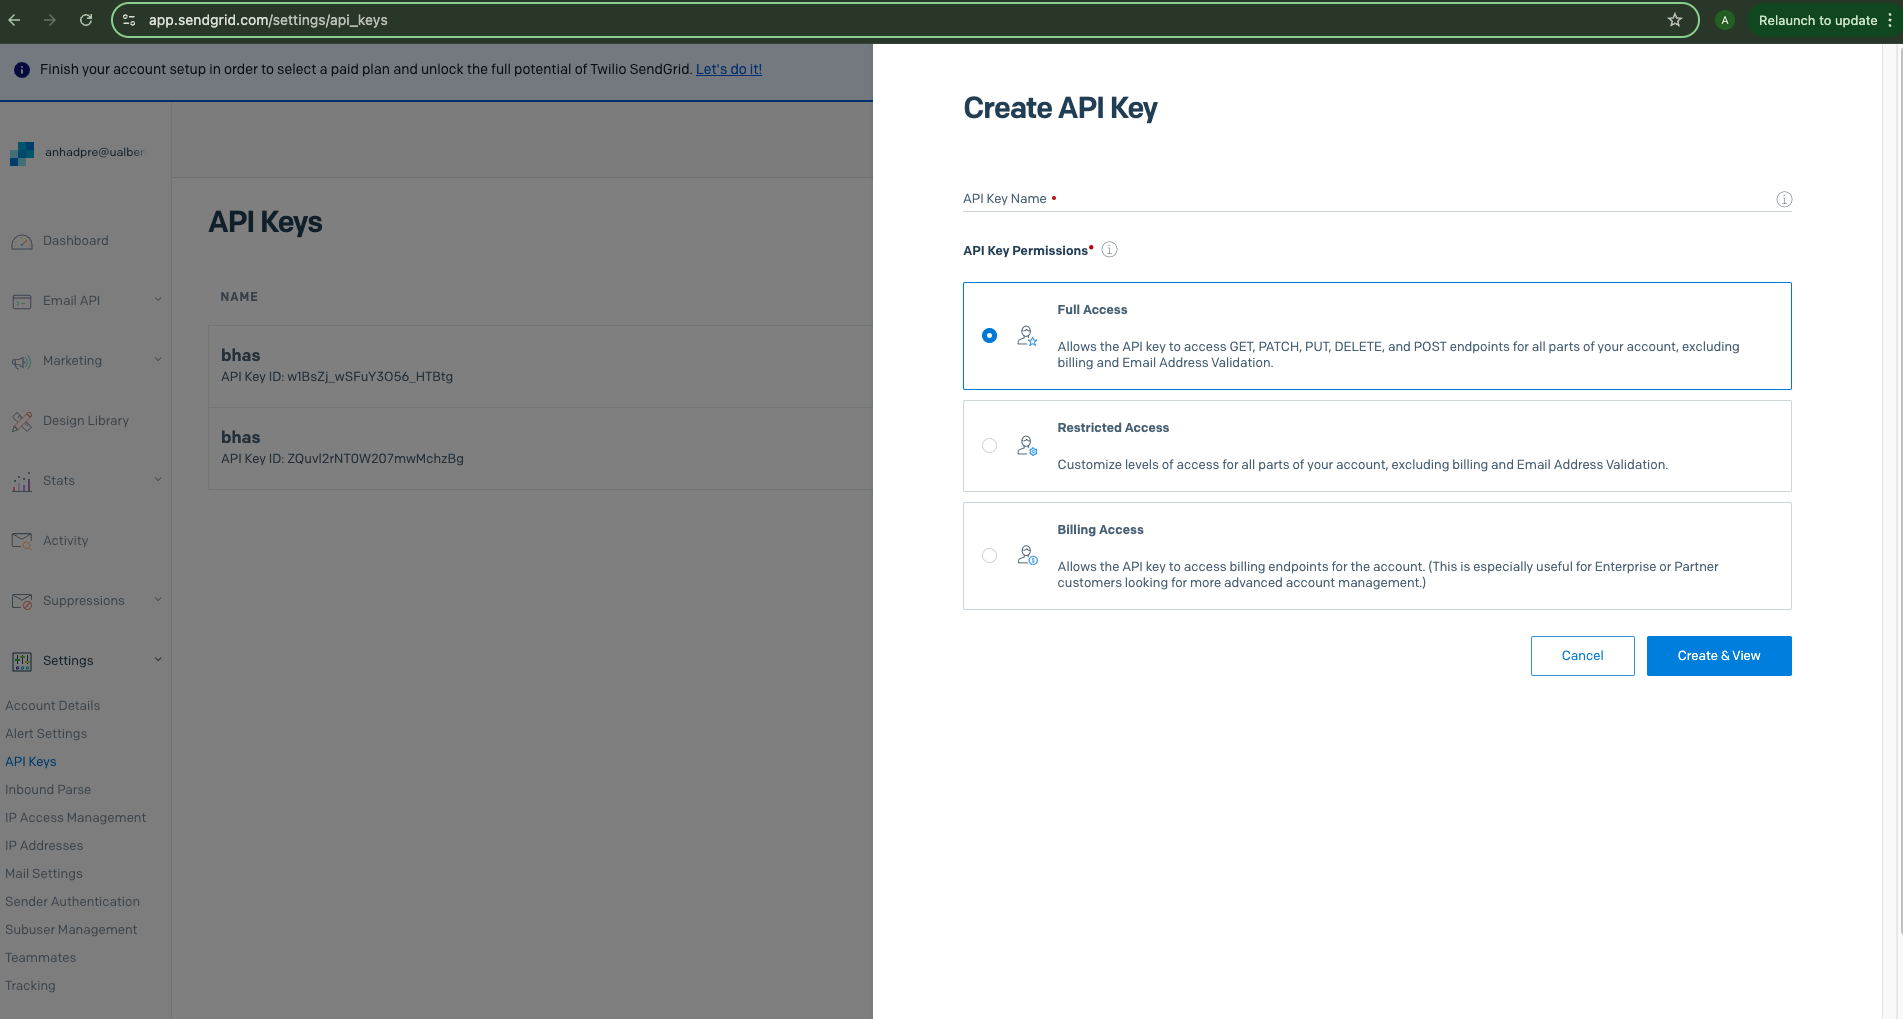 app.sendgrid.com/settings/api_keys
A
Relaunch to update
Finish your account setup in order to select a paid plan and unlock the full potential of Twilio SendGrid. Let's do it!
anhadpre@ualber
Dashboard
Email API
Marketing
Design Library
Stats
Activity
Suppressions
Settings
Account Details
Alert Settings
API Keys
Inbound Parse
IP Access Management
IP Addresses
Mail Settings
Sender Authentication
Subuser Management
Teammates
Tracking
API Keys
NAME
bhas
API Key ID: w1BsZj_wSFuY3O56_HTBtg
bhas
API Key ID: ZQuvI2rNT0W207mwMchzBg
Create API Key
API Key Name •
API Key Permissions•
Full Access
Allows the API key to access GET, PATCH, PUT, DELETE, and POST endpoints for all parts of your account, excluding
billing and Email Address Validation.
Restricted Access
Customize levels of access for all parts of your account, excluding billing and Email Address Validation.
Billing Access
Allows the API key to access billing endpoints for the account. (This is especially useful for Enterprise or Partner
customers looking for more advanced account management.)
Cancel
Create & View